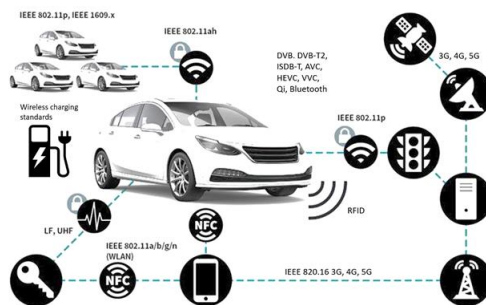 IEEE 802.11p, IEEE 1609.x
IEEE 802.11ah
DVB. DVB-T2,
ISDB-T, AVC,
HEVC, VVC,
Qi, Bluetooth
3G, 4G, 5G
Wireless charging
standards
IEEE 802.11p
RFID
NFC
LF, UHF
IEEE 802.11a/b/g/n
(WLAN)
NFC
IEEE 820.16 3G, 4G, 5G